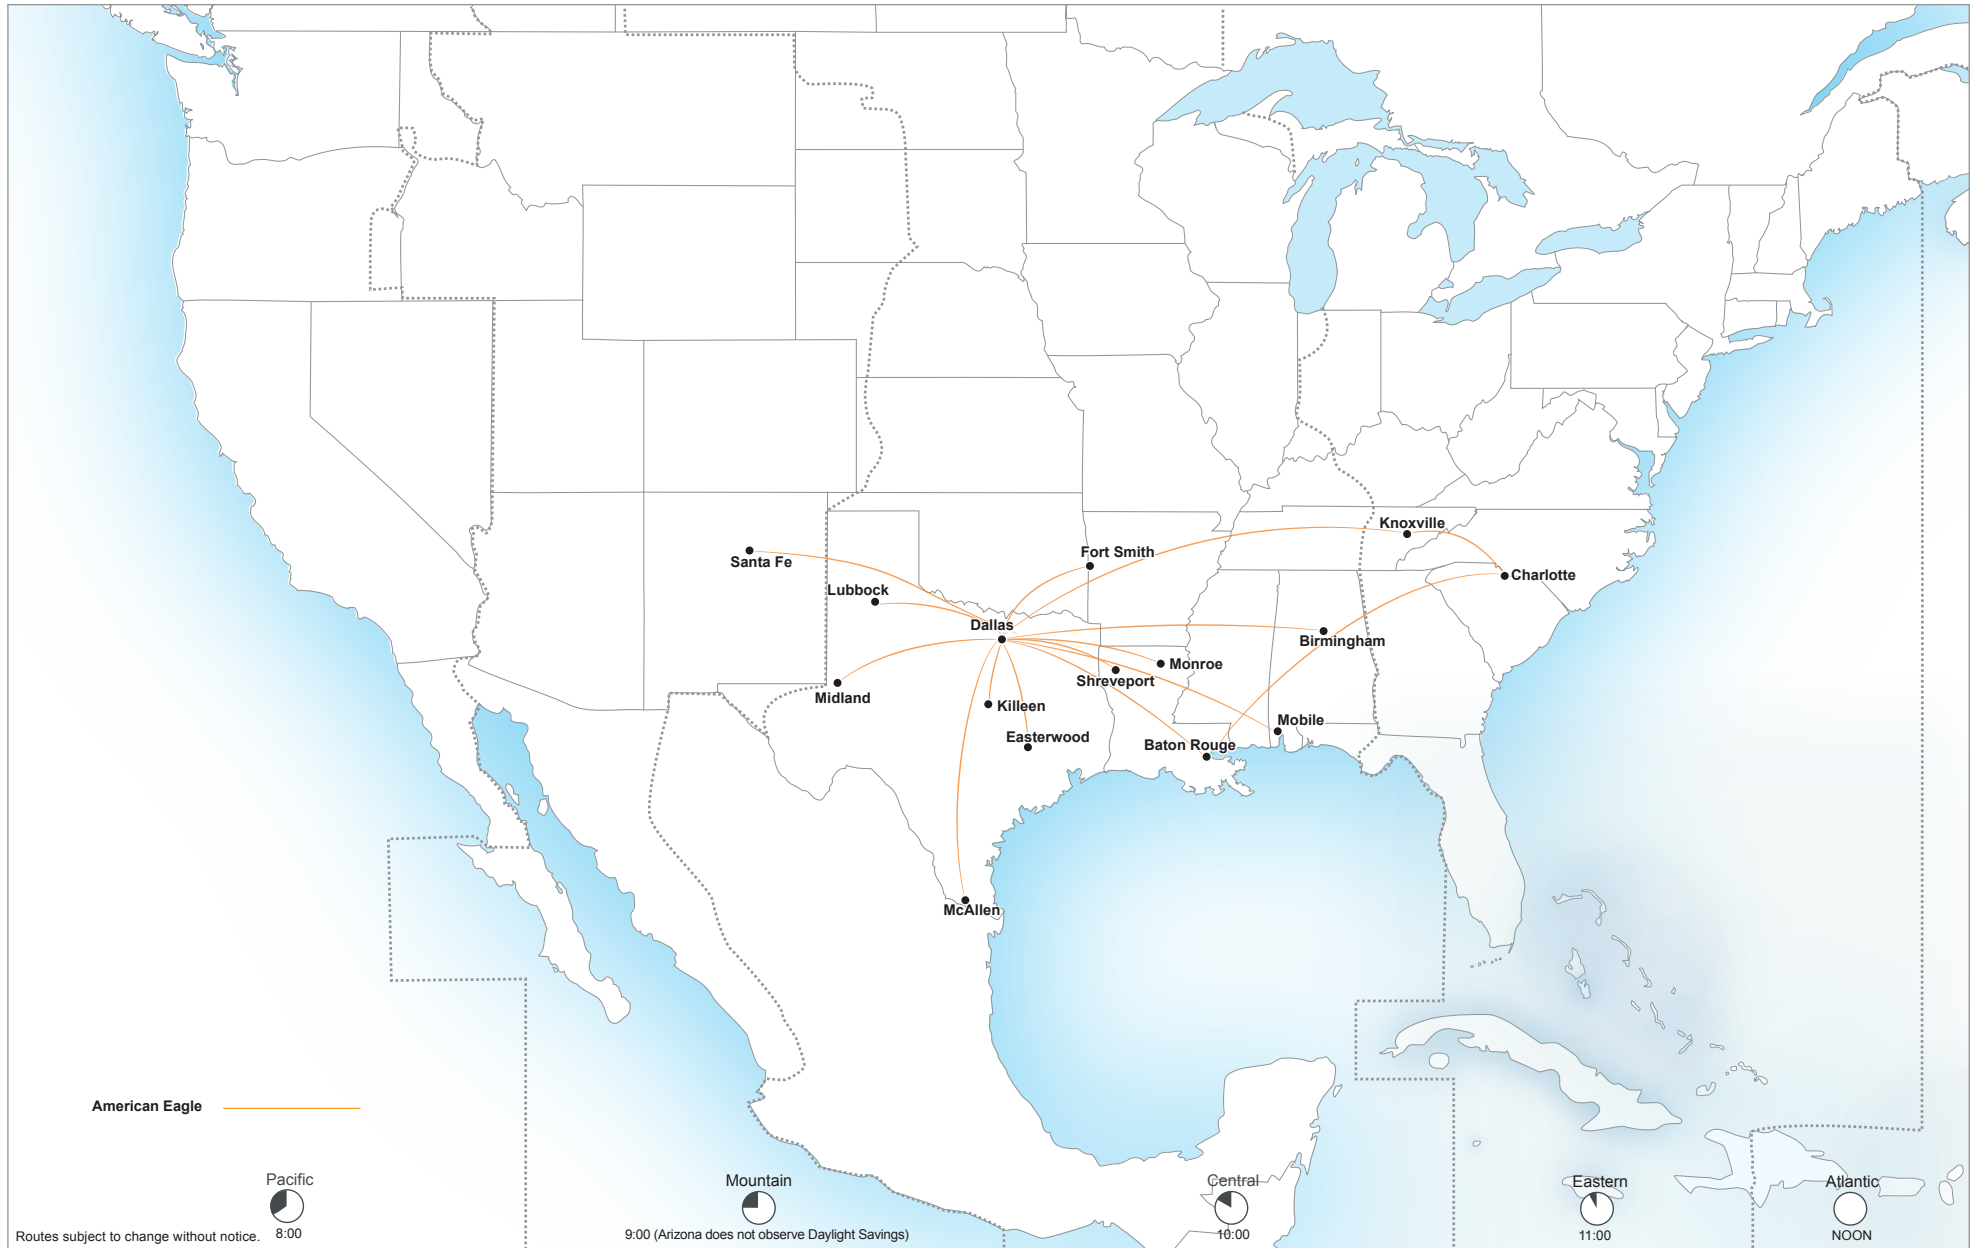 Knoxville
Fort Smith
Santa Fe
Charlotte
Lubbock
Dallas
Birmingham
Monroe
Shreveport
Midland
Killeen
Mobile
Easterwood
Baton Rouge
McAllen
American Eagle
Pacific
Mountain
Central
Eastern
Atlantic
Routes subject to change without notice.
8:00
9:00 (Arizona does not observe Daylight Savings)
10:00
11:00
NOON